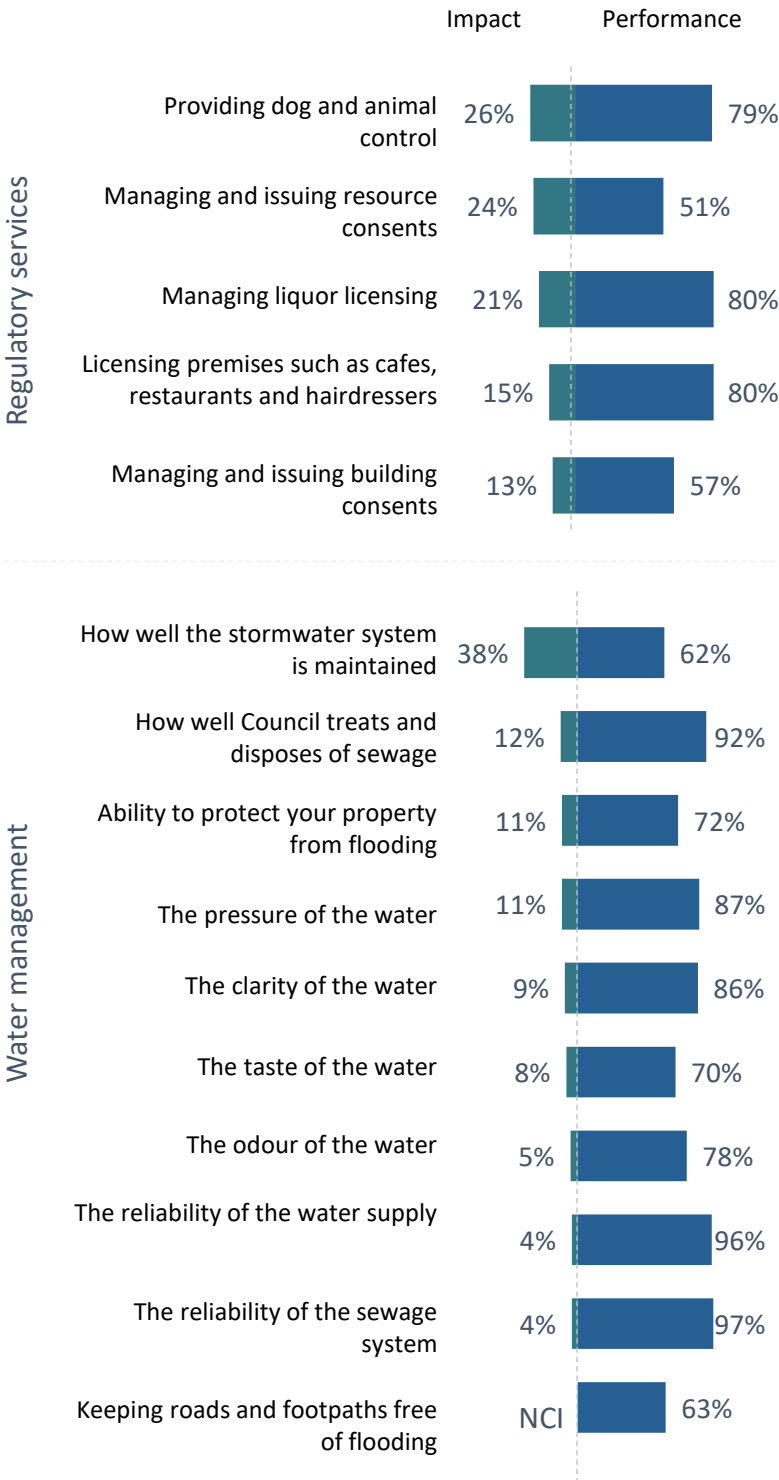 Impact Performance
Regulatory services
Providing dog and animal
control
26% 79%
Managing and issuing resource
consents
24% 51%
Managing liquor licensing
21% 80%
Licensing premises such as cafes,
restaurants and hairdressers
15% 80%
Managing and issuing building
consents
13% 57%
Water management
How well the stormwater system
is maintained
38% 62%
How well Council treats and
disposes of sewage
12% 92%
Ability to protect your property
from flooding
11% 72%
The pressure of the water
11% 87%
The clarity of the water
9% 86%
The taste of the water
8% 70%
The odour of the water
5% 78%
The reliability of the water supply
4% 96%
The reliability of the sewage
system
4% 97%
Keeping roads and footpaths free
of flooding
NCI 63%